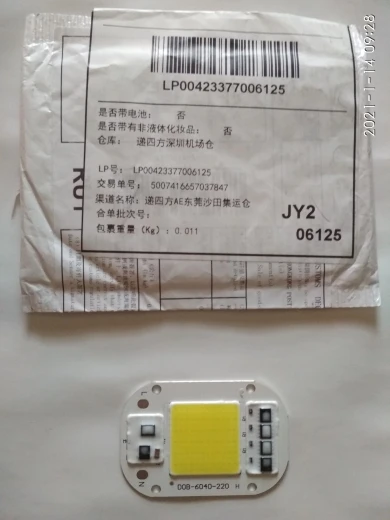 2021-1-14 09:28
LP00423377006125
是否带电池： 否
是否带有非液体化妆品： 否
仓库： 递四方深圳机场仓
LP号： LP00423377006125
交易单号： 5007416657037847
渠道名称：递四方AE东莞沙田集运仓
合单批次号：
包裹重量（Kg）：0.011
JY2
06125
L
N
DOB-6040-220 H